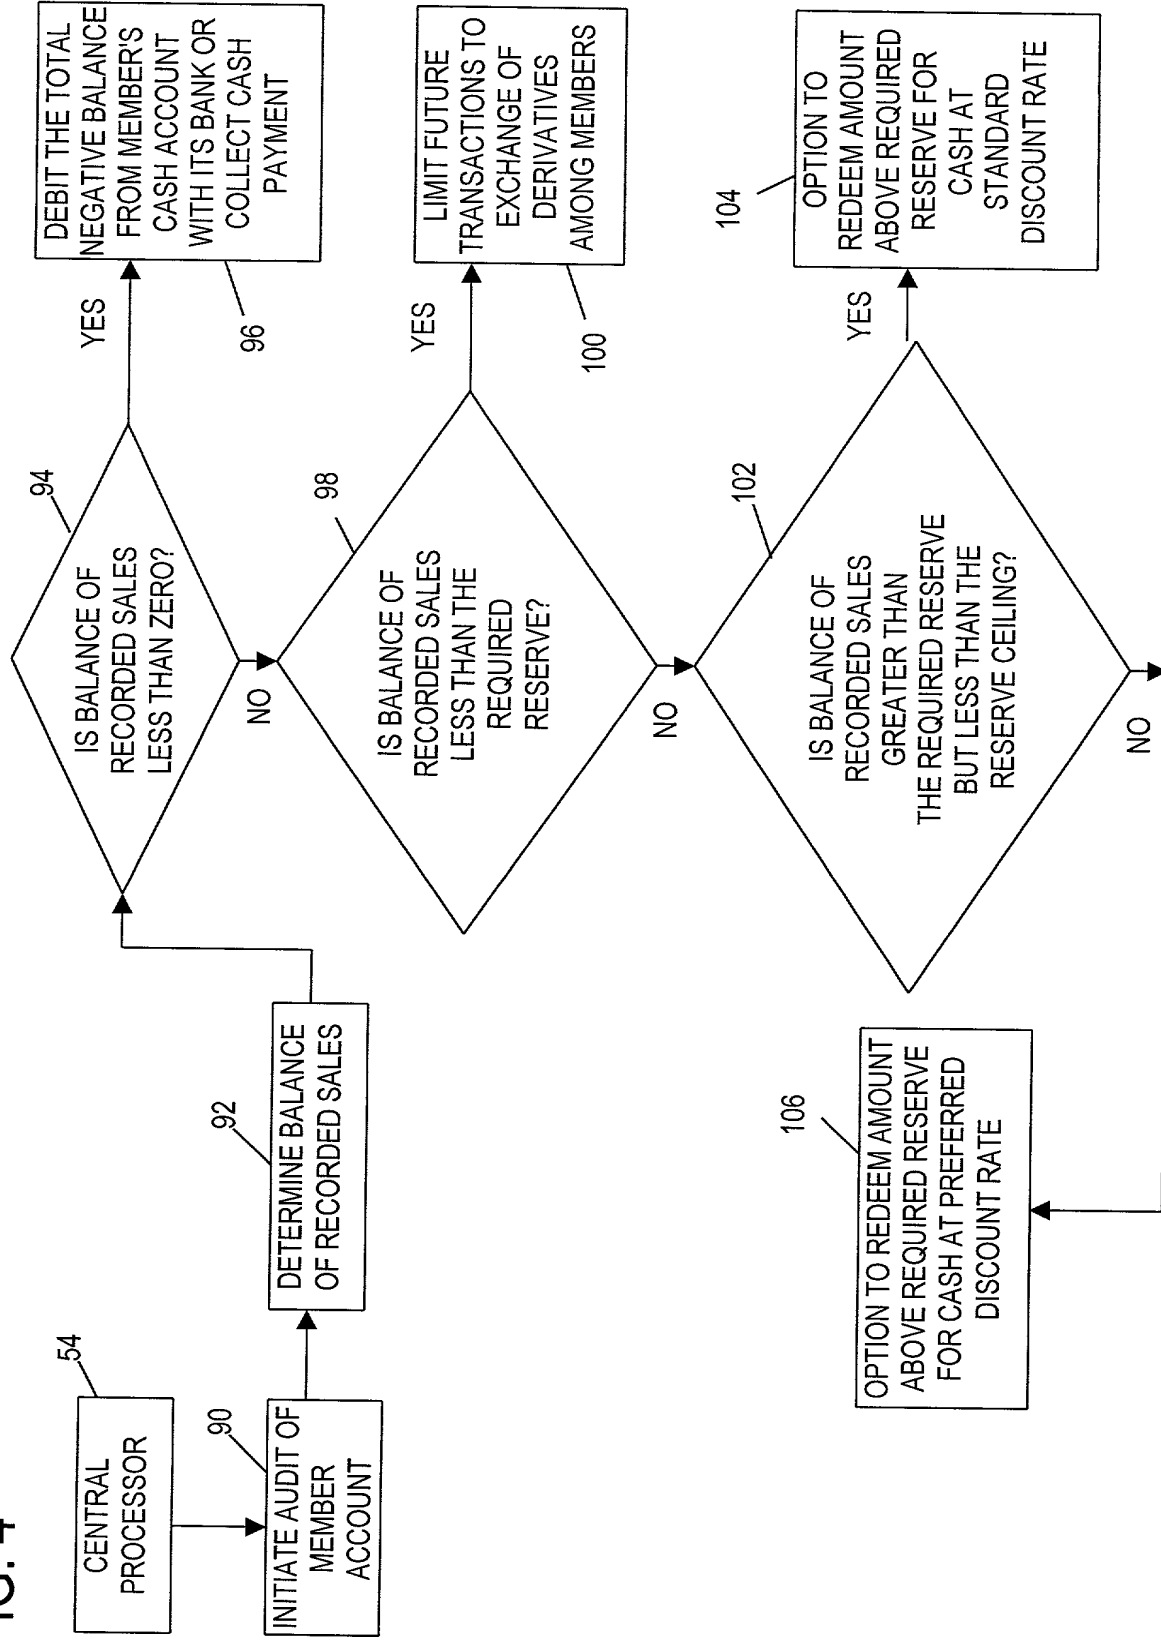 FIG. 4
CENTRAL
PROCESSOR
54
INITIATE AUDIT OF
MEMBER
ACCOUNT
90
DETERMINE BALANCE
OF RECORDED SALES
92
IS BALANCE OF
RECORDED SALES
LESS THAN ZERO?
94
YES
DEBIT THE TOTAL
NEGATIVE BALANCE
FROM MEMBER'S
CASH ACCOUNT
WITH ITS BANK OR
COLLECT CASH
PAYMENT
96
NO
IS BALANCE OF
RECORDED SALES
LESS THAN THE
REQUIRED
RESERVE?
98
YES
LIMIT FUTURE
TRANSACTIONS TO
EXCHANGE OF
DERIVATIVES
AMONG MEMBERS
100
NO
IS BALANCE OF
RECORDED SALES
GREATER THAN
THE REQUIRED RESERVE
BUT LESS THAN THE
RESERVE CEILING?
102
YES
OPTION TO
REDEEM AMOUNT
ABOVE REQUIRED
RESERVE FOR
CASH AT
STANDARD
DISCOUNT RATE
104
NO
OPTION TO REDEEM AMOUNT
ABOVE REQUIRED RESERVE
FOR CASH AT PREFERRED
DISCOUNT RATE
106